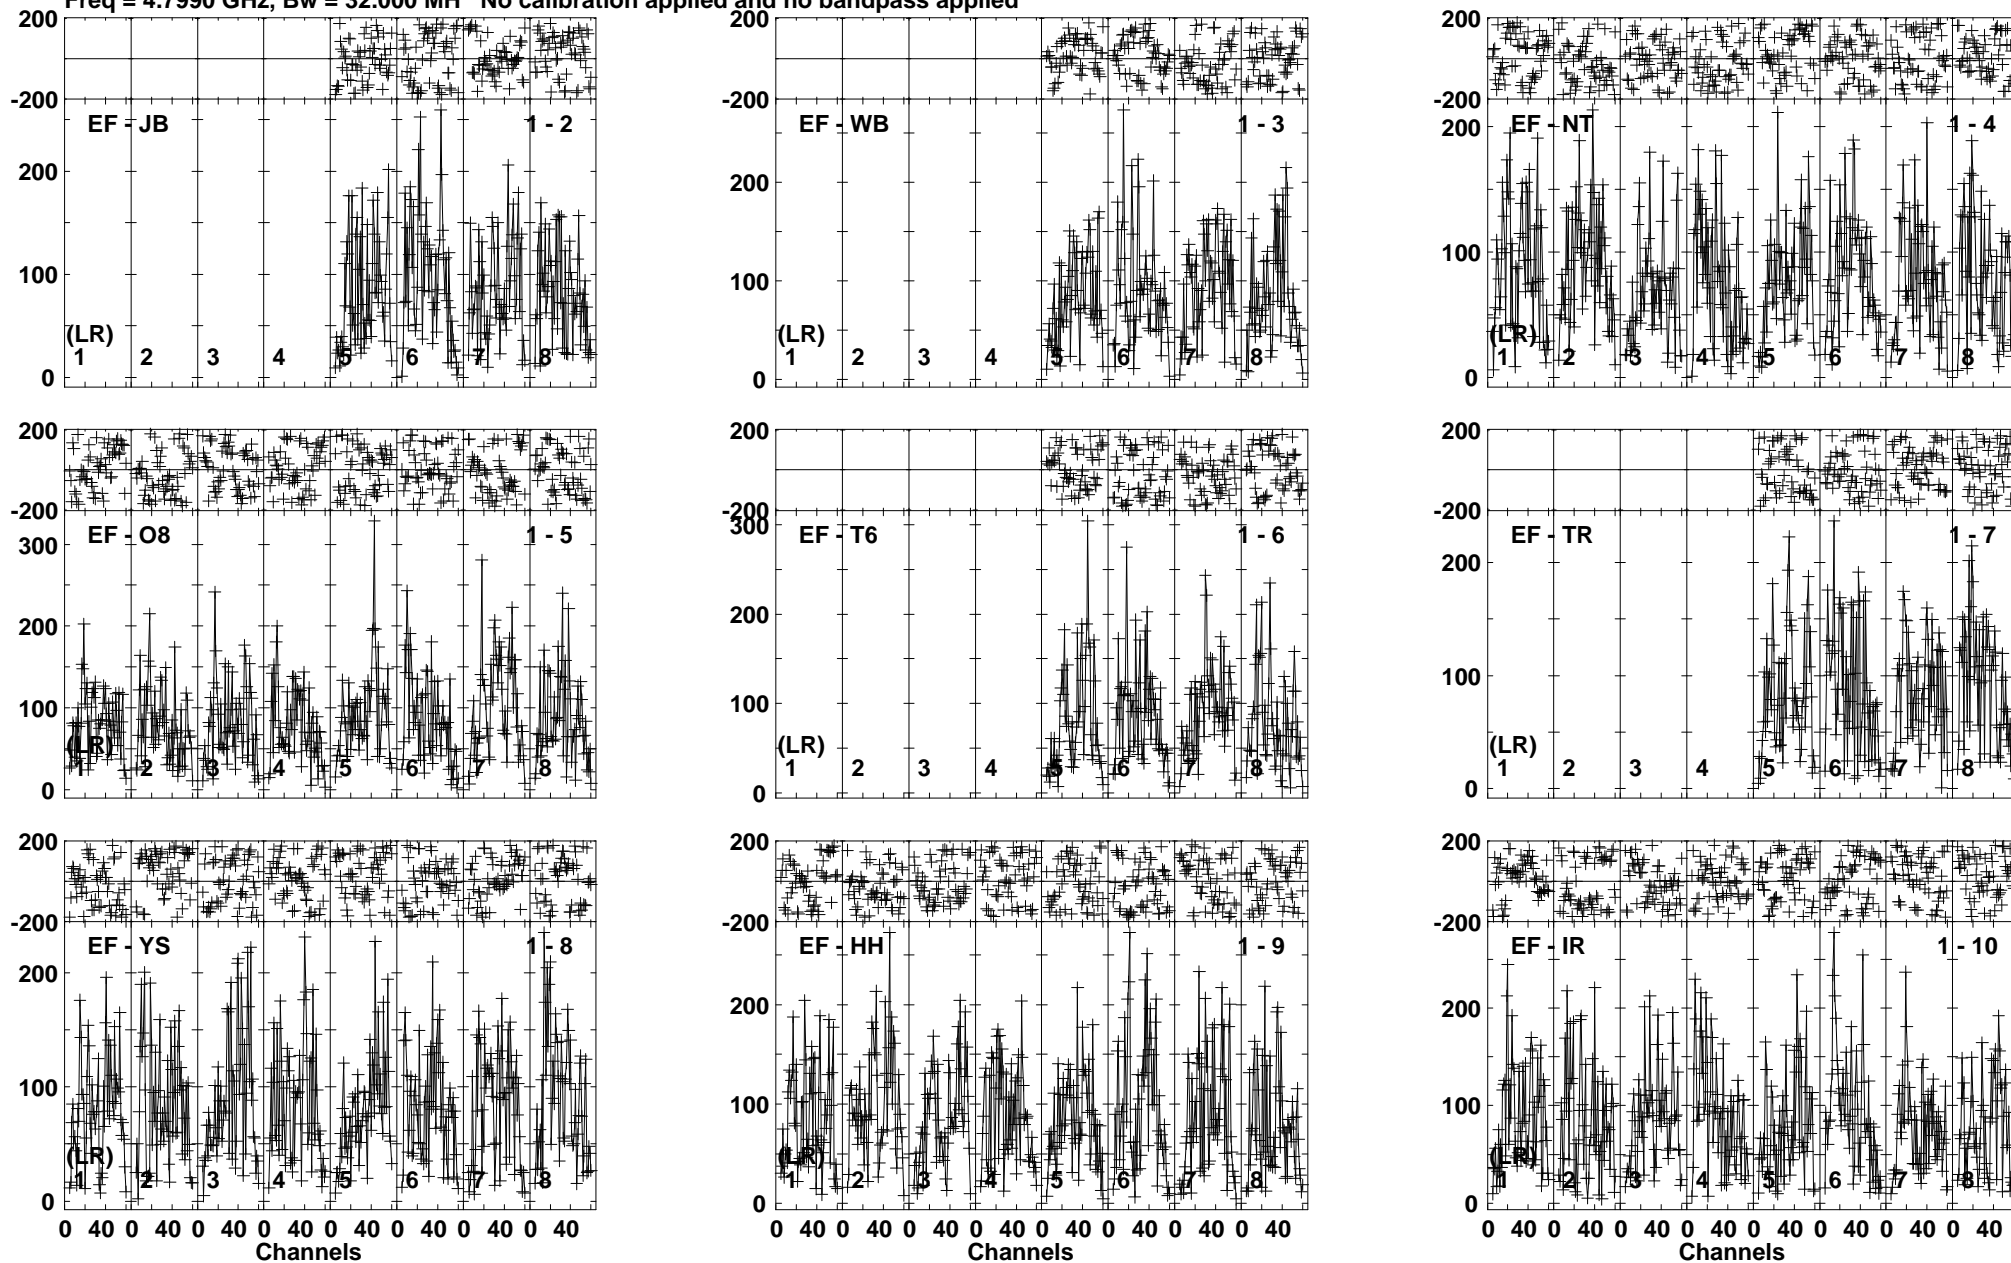 Freq = 4.7990 GHz, Bw = 32.000 MH No calibration applied and no bandpass applied
200 200 200
-200 -200 -200
EF - JB 1 - 2 EF - WB 1 - 3 EF - NT 1 - 4
200 200 200
100 100 100
(LR) (LR) (LR)
1 2 3 4 5 6 7 8 1 2 3 4 5 6 7 8 1 2 3 4 5 6 7 8
0 0 0
200 200 200
-200 -200 -200
EF - O8 1 - 5 EF - T6 1 - 6 EF - TR 1 - 7
300 300
200 200 200
100 100 100
(LR) (LR) (LR)
1 2 3 4 5 6 7 8 1 2 3 4 5 6 7 8 1 2 3 4 5 6 7 8
0 0 0
200 200 200
-200 -200 -200
EF - YS 1 - 8 EF - HH 1 - 9 EF - IR 1 - 10
200 200 200
100 100 100
(LR) (LR) (LR)
1 2 3 4 5 6 7 8 1 2 3 4 5 6 7 8 1 2 3 4 5 6 7 8
0 0 0
0 40 0 40 0 40 0 40 0 40 0 40 0 40 0 40 0 40 0 40 0 40 0 40 0 40 0 40 0 40 0 40 0 40 0 40 0 40 0 40 0 40 0 40 0 40 0 40
Channels Channels Channels